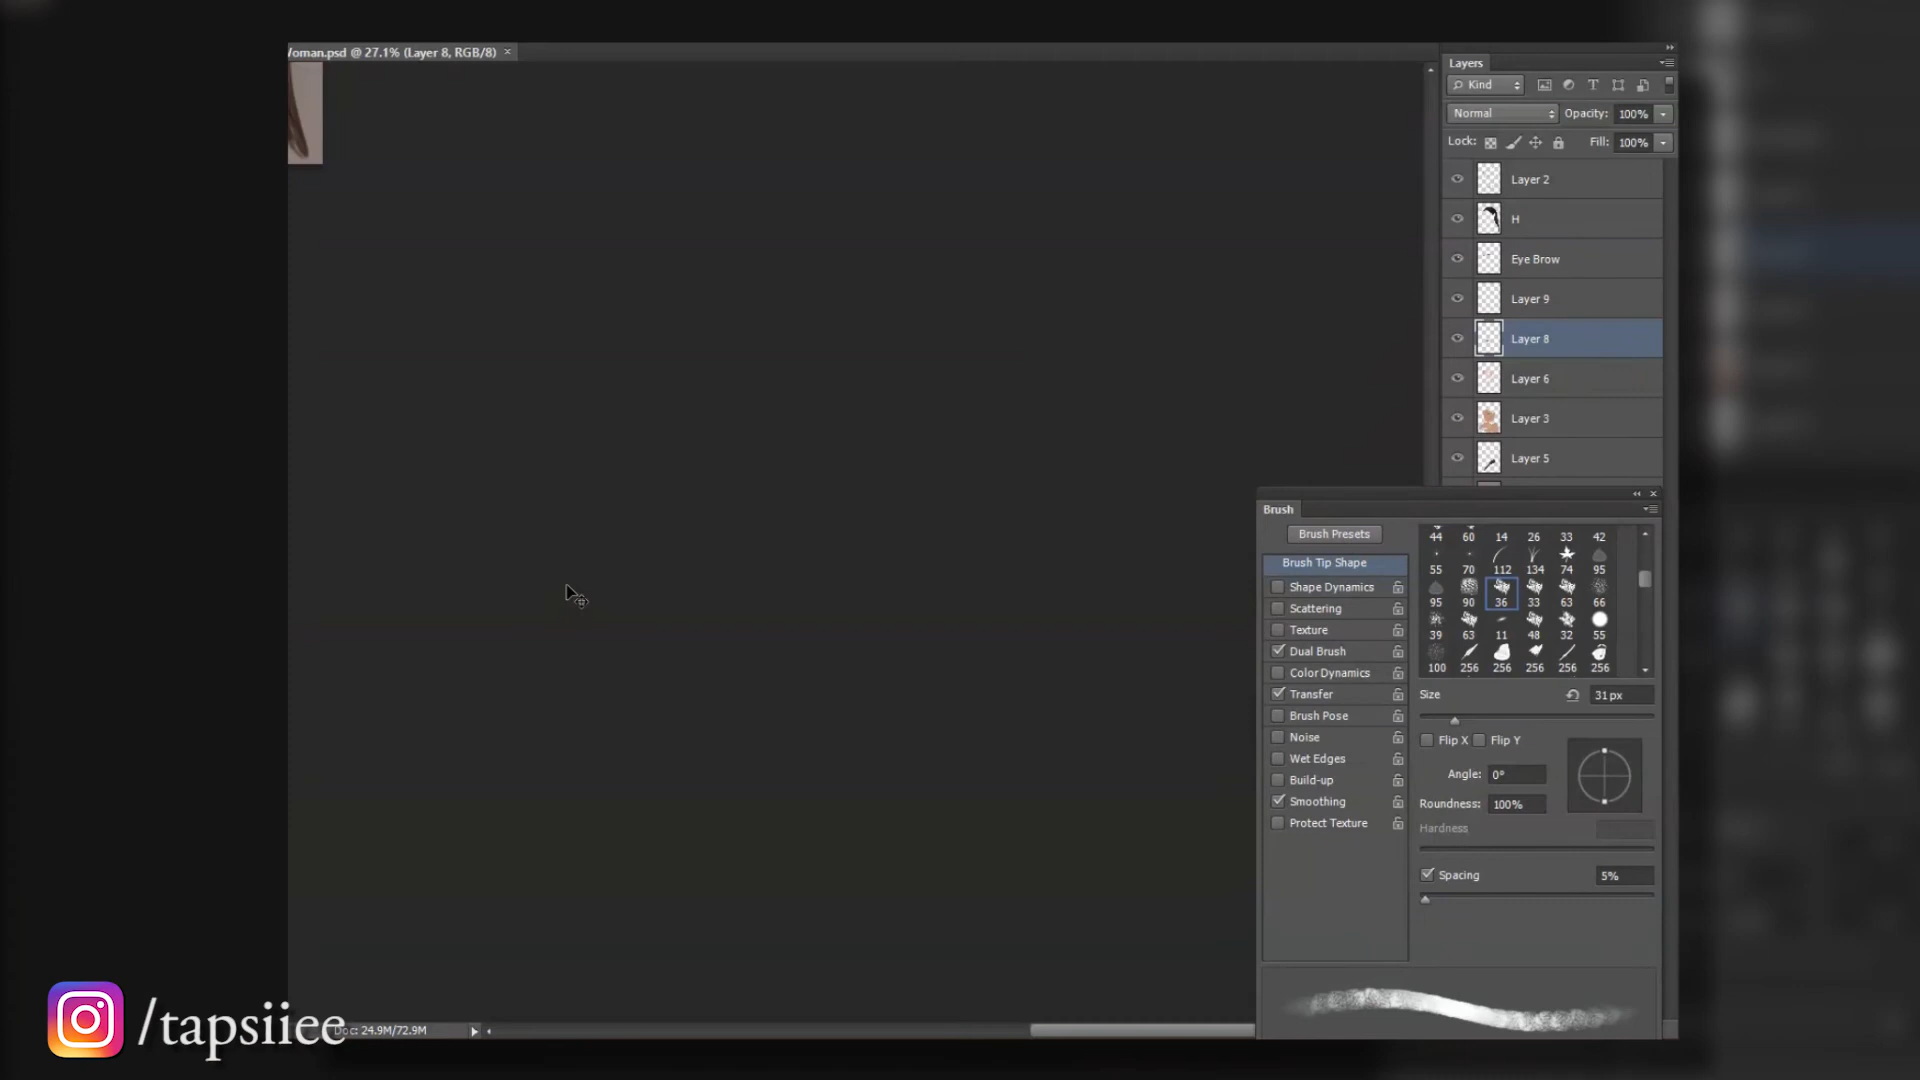 Woman.psd @ 27.1% (Layer 8, RGB/8) ×
Layers
Kind
Normal Opacity: 100%
Lock: Fill: 100%
Layer 2
H
Eye Brow
Layer 9
Layer 8
Layer 6
Layer 3
Layer 5
Brush
Brush Presets
Brush Tip Shape
Shape Dynamics
Scattering
Texture
Dual Brush
Color Dynamics
Transfer
Brush Pose
Noise
Wet Edges
Build-up
Smoothing
Protect Texture
44 60 14 26 33 42
55 70 112 134 74 95
95 90 36 33 63 66
39 63 11 48 32 55
100 256 256 256 256 256
Size 31 px
Flip X Flip Y
Angle: 0°
Roundness: 100%
Hardness
Spacing 5%
/tapsiiee
Doc: 24.9M/72.9M